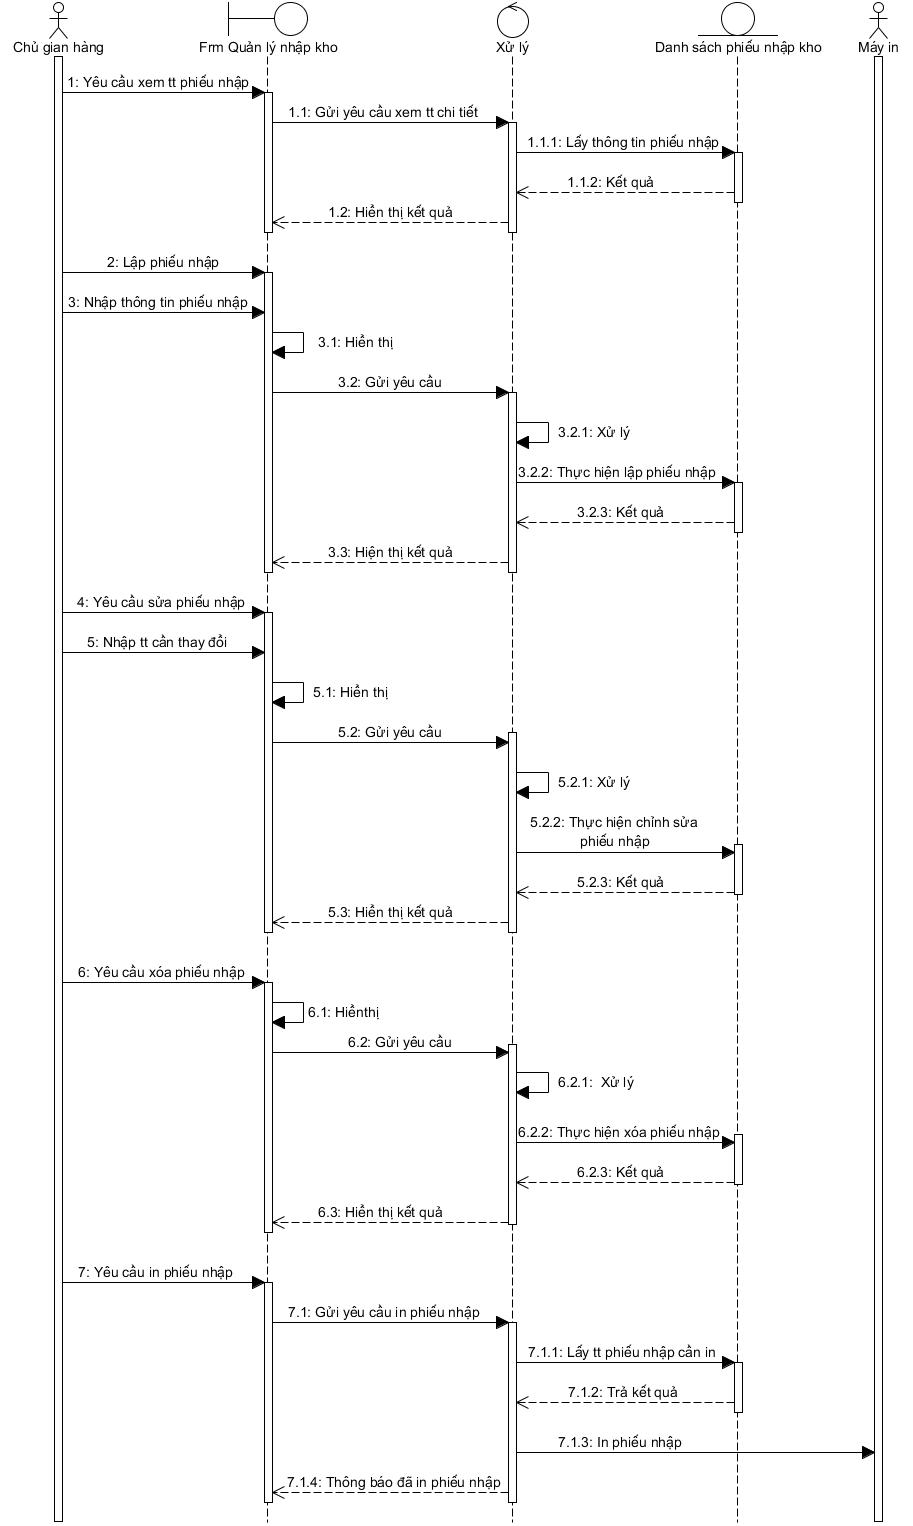 Chủ gian hàng
Frm Quản lý nhập kho
Xử lý
Danh sách phiếu nhập kho
Máy in
1: Yêu cầu xem tt phiếu nhập
1.1: Gửi yêu cầu xem tt chi tiết
1.1.1: Lấy thông tin phiếu nhập
1.1.2: Kết quả
1.2: Hiển thị kết quả
2: Lập phiếu nhập
3: Nhập thông tin phiếu nhập
3.1: Hiển thị
3.2: Gửi yêu cầu
3.2.1: Xử lý
3.2.2: Thực hiện lập phiếu nhập
3.2.3: Kết quả
3.3: Hiện thị kết quả
4: Yêu cầu sửa phiếu nhập
5: Nhập tt cần thay đổi
5.1: Hiển thị
5.2: Gửi yêu cầu
5.2.1: Xử lý
5.2.2: Thực hiện chỉnh sửa
phiếu nhập
5.2.3: Kết quả
5.3: Hiển thị kết quả
6: Yêu cầu xóa phiếu nhập
6.1: Hiểnthị
6.2: Gửi yêu cầu
6.2.1:  Xử lý
6.2.2: Thực hiện xóa phiếu nhập
6.2.3: Kết quả
6.3: Hiển thị kết quả
7: Yêu cầu in phiếu nhập
7.1: Gửi yêu cầu in phiếu nhập
7.1.1: Lấy tt phiếu nhập cần in
7.1.2: Trả kết quả
7.1.3: In phiếu nhập
7.1.4: Thông báo đã in phiếu nhập